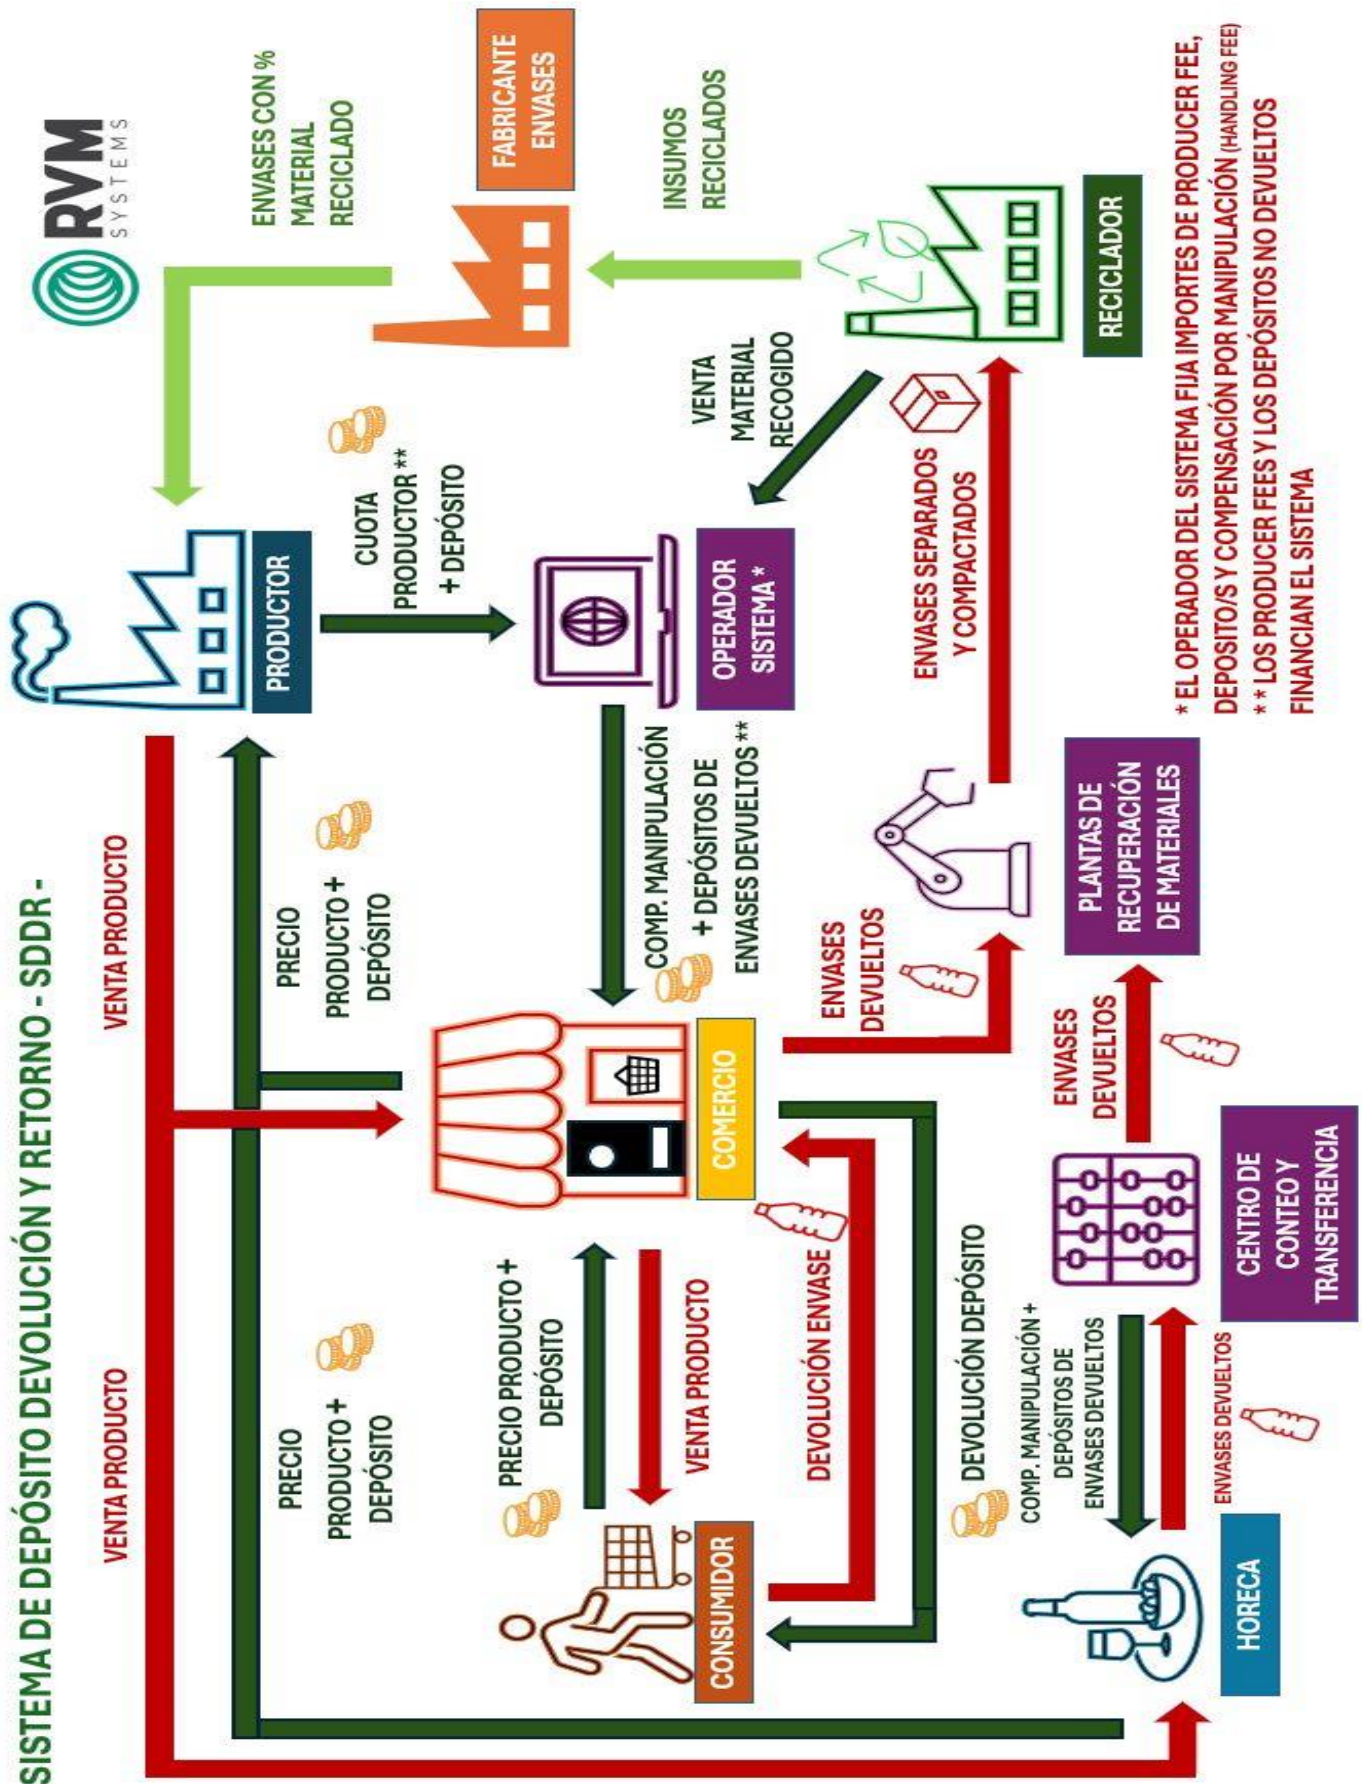 SISTEMA DE DEPÓSITO DEVOLUCIÓN Y RETORNO - SDDR -
RVM
SYSTEMS
VENTA PRODUCTO
VENTA PRODUCTO
PRECIO
PRODUCTO +
DEPÓSITO
PRECIO
PRODUCTO +
DEPÓSITO
PRODUCTOR
ENVASES CON %
MATERIAL
RECICLADO
CUOTA
PRODUCTOR **
+ DEPÓSITO
FABRICANTE
ENVASES
PRECIO PRODUCTO +
DEPÓSITO
VENTA PRODUCTO
CONSUMIDOR
COMERCIO
COMP. MANIPULACIÓN
+ DEPÓSITOS DE
ENVASES DEVUELTOS **
OPERADOR
SISTEMA *
VENTA
MATERIAL
RECOGIDO
INSUMOS
RECICLADOS
DEVOLUCIÓN ENVASE
ENVASES
DEVUELTOS
ENVASES SEPARADOS
Y COMPACTADOS
DEVOLUCIÓN DEPÓSITO
COMP. MANIPULACIÓN +
DEPÓSITOS DE
ENVASES DEVUELTOS
ENVASES
DEVUELTOS
PLANTAS DE
RECUPERACIÓN
DE MATERIALES
RECICLADOR
ENVASES DEVUELTOS
HORECA
CENTRO DE
CONTEO Y
TRANSFERENCIA
* EL OPERADOR DEL SISTEMA FIJA IMPORTES DE PRODUCER FEE,
DEPOSITO/S Y COMPENSACIÓN POR MANIPULACIÓN (HANDLING FEE)
** LOS PRODUCER FEES Y LOS DEPÓSITOS NO DEVUELTOS
FINANCIAN EL SISTEMA